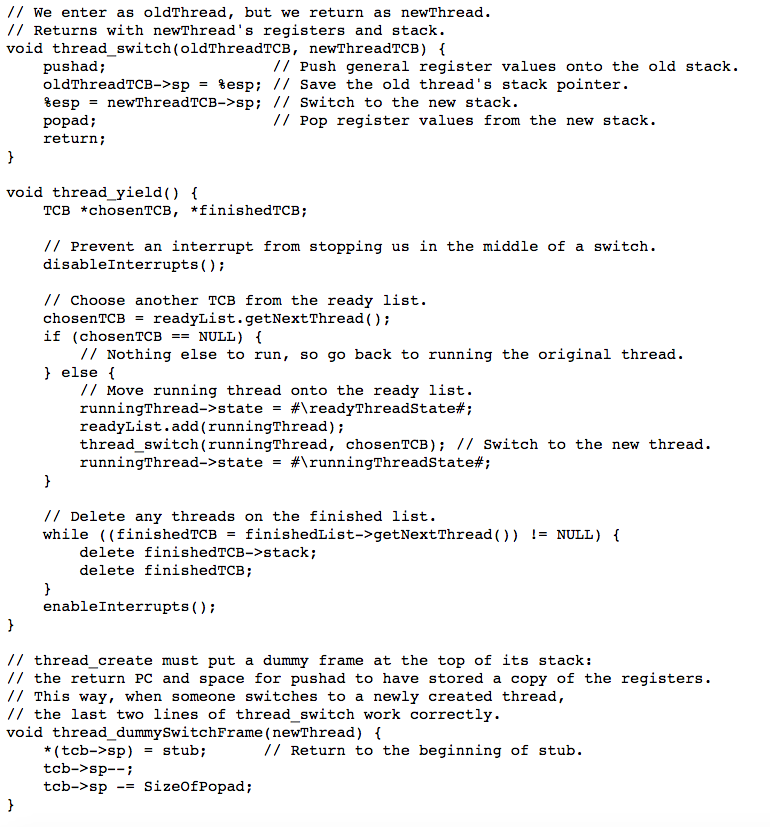 // We enter as oldThread, but we return as newThread.
// Returns with newThread's registers and stack.
void thread_switch(oldThreadTCB, newThreadTCB) {
    pushad;                  // Push general register values onto the old stack.
    oldThreadTCB->sp = %esp; // Save the old thread's stack pointer.
    %esp = newThreadTCB->sp; // Switch to the new stack.
    popad;                   // Pop register values from the new stack.
    return;
}

void thread_yield() {
    TCB *chosenTCB, *finishedTCB;

    // Prevent an interrupt from stopping us in the middle of a switch.
    disableInterrupts();

    // Choose another TCB from the ready list.
    chosenTCB = readyList.getNextThread();
    if (chosenTCB == NULL) {
        // Nothing else to run, so go back to running the original thread.
    } else {
        // Move running thread onto the ready list.
        runningThread->state = #\readyThreadState#;
        readyList.add(runningThread);
        thread_switch(runningThread, chosenTCB); // Switch to the new thread.
        runningThread->state = #\runningThreadState#;
    }

    // Delete any threads on the finished list.
    while ((finishedTCB = finishedList->getNextThread()) != NULL) {
        delete finishedTCB->stack;
        delete finishedTCB;
    }
    enableInterrupts();
}

// thread_create must put a dummy frame at the top of its stack:
// the return PC and space for pushad to have stored a copy of the registers.
// This way, when someone switches to a newly created thread,
// the last two lines of thread_switch work correctly.
void thread_dummySwitchFrame(newThread) {
    *(tcb->sp) = stub;      // Return to the beginning of stub.
    tcb->sp--;
    tcb->sp -= SizeOfPopad;
}